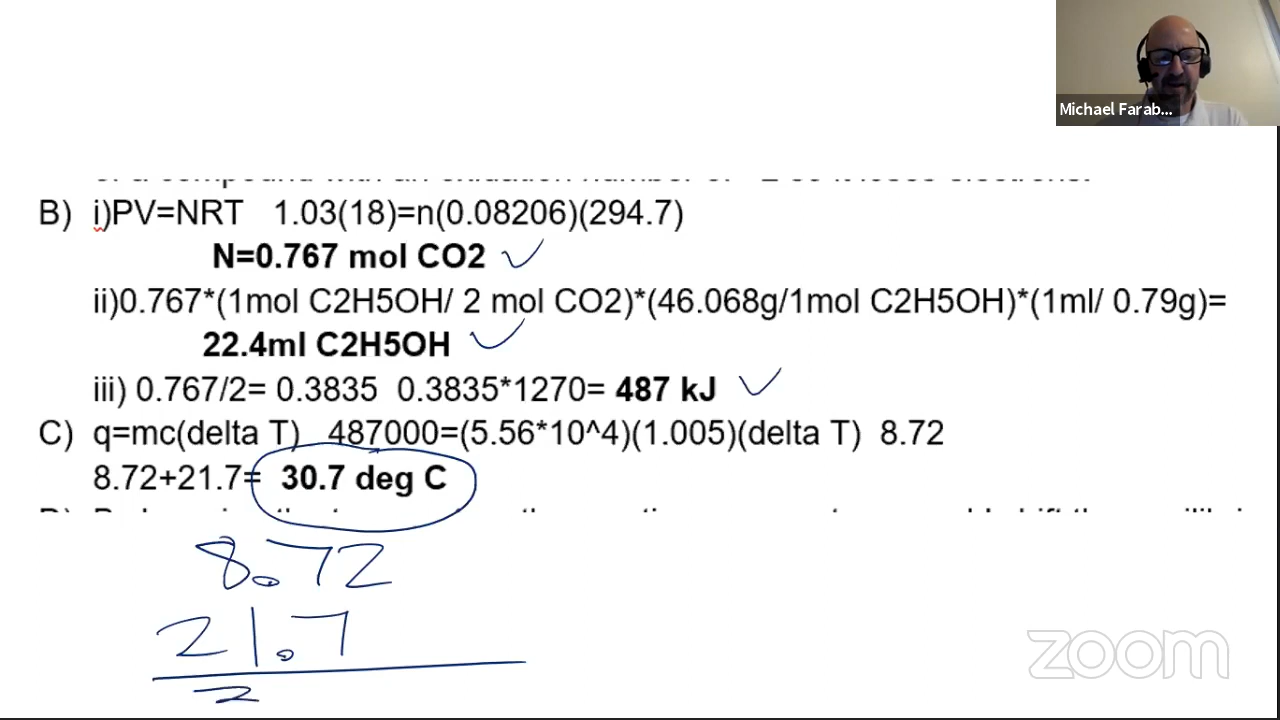 Michael Farab...
B) i)PV=NRT 1.03(18)=n(0.08206)(294.7)
N=0.767 mol CO2
ii)0.767*(1mol C2H5OH/ 2 mol CO2)*(46.068g/1mol C2H5OH)*(1ml/ 0.79g)=
22.4ml C2H5OH
iii) 0.767/2= 0.3835 0.3835*1270= 487 kJ
C) q=mc(delta T) 487000=(5.56*10^4)(1.005)(delta T) 8.72
8.72+21.7= 30.7 deg C
8.72
21.7
zoom